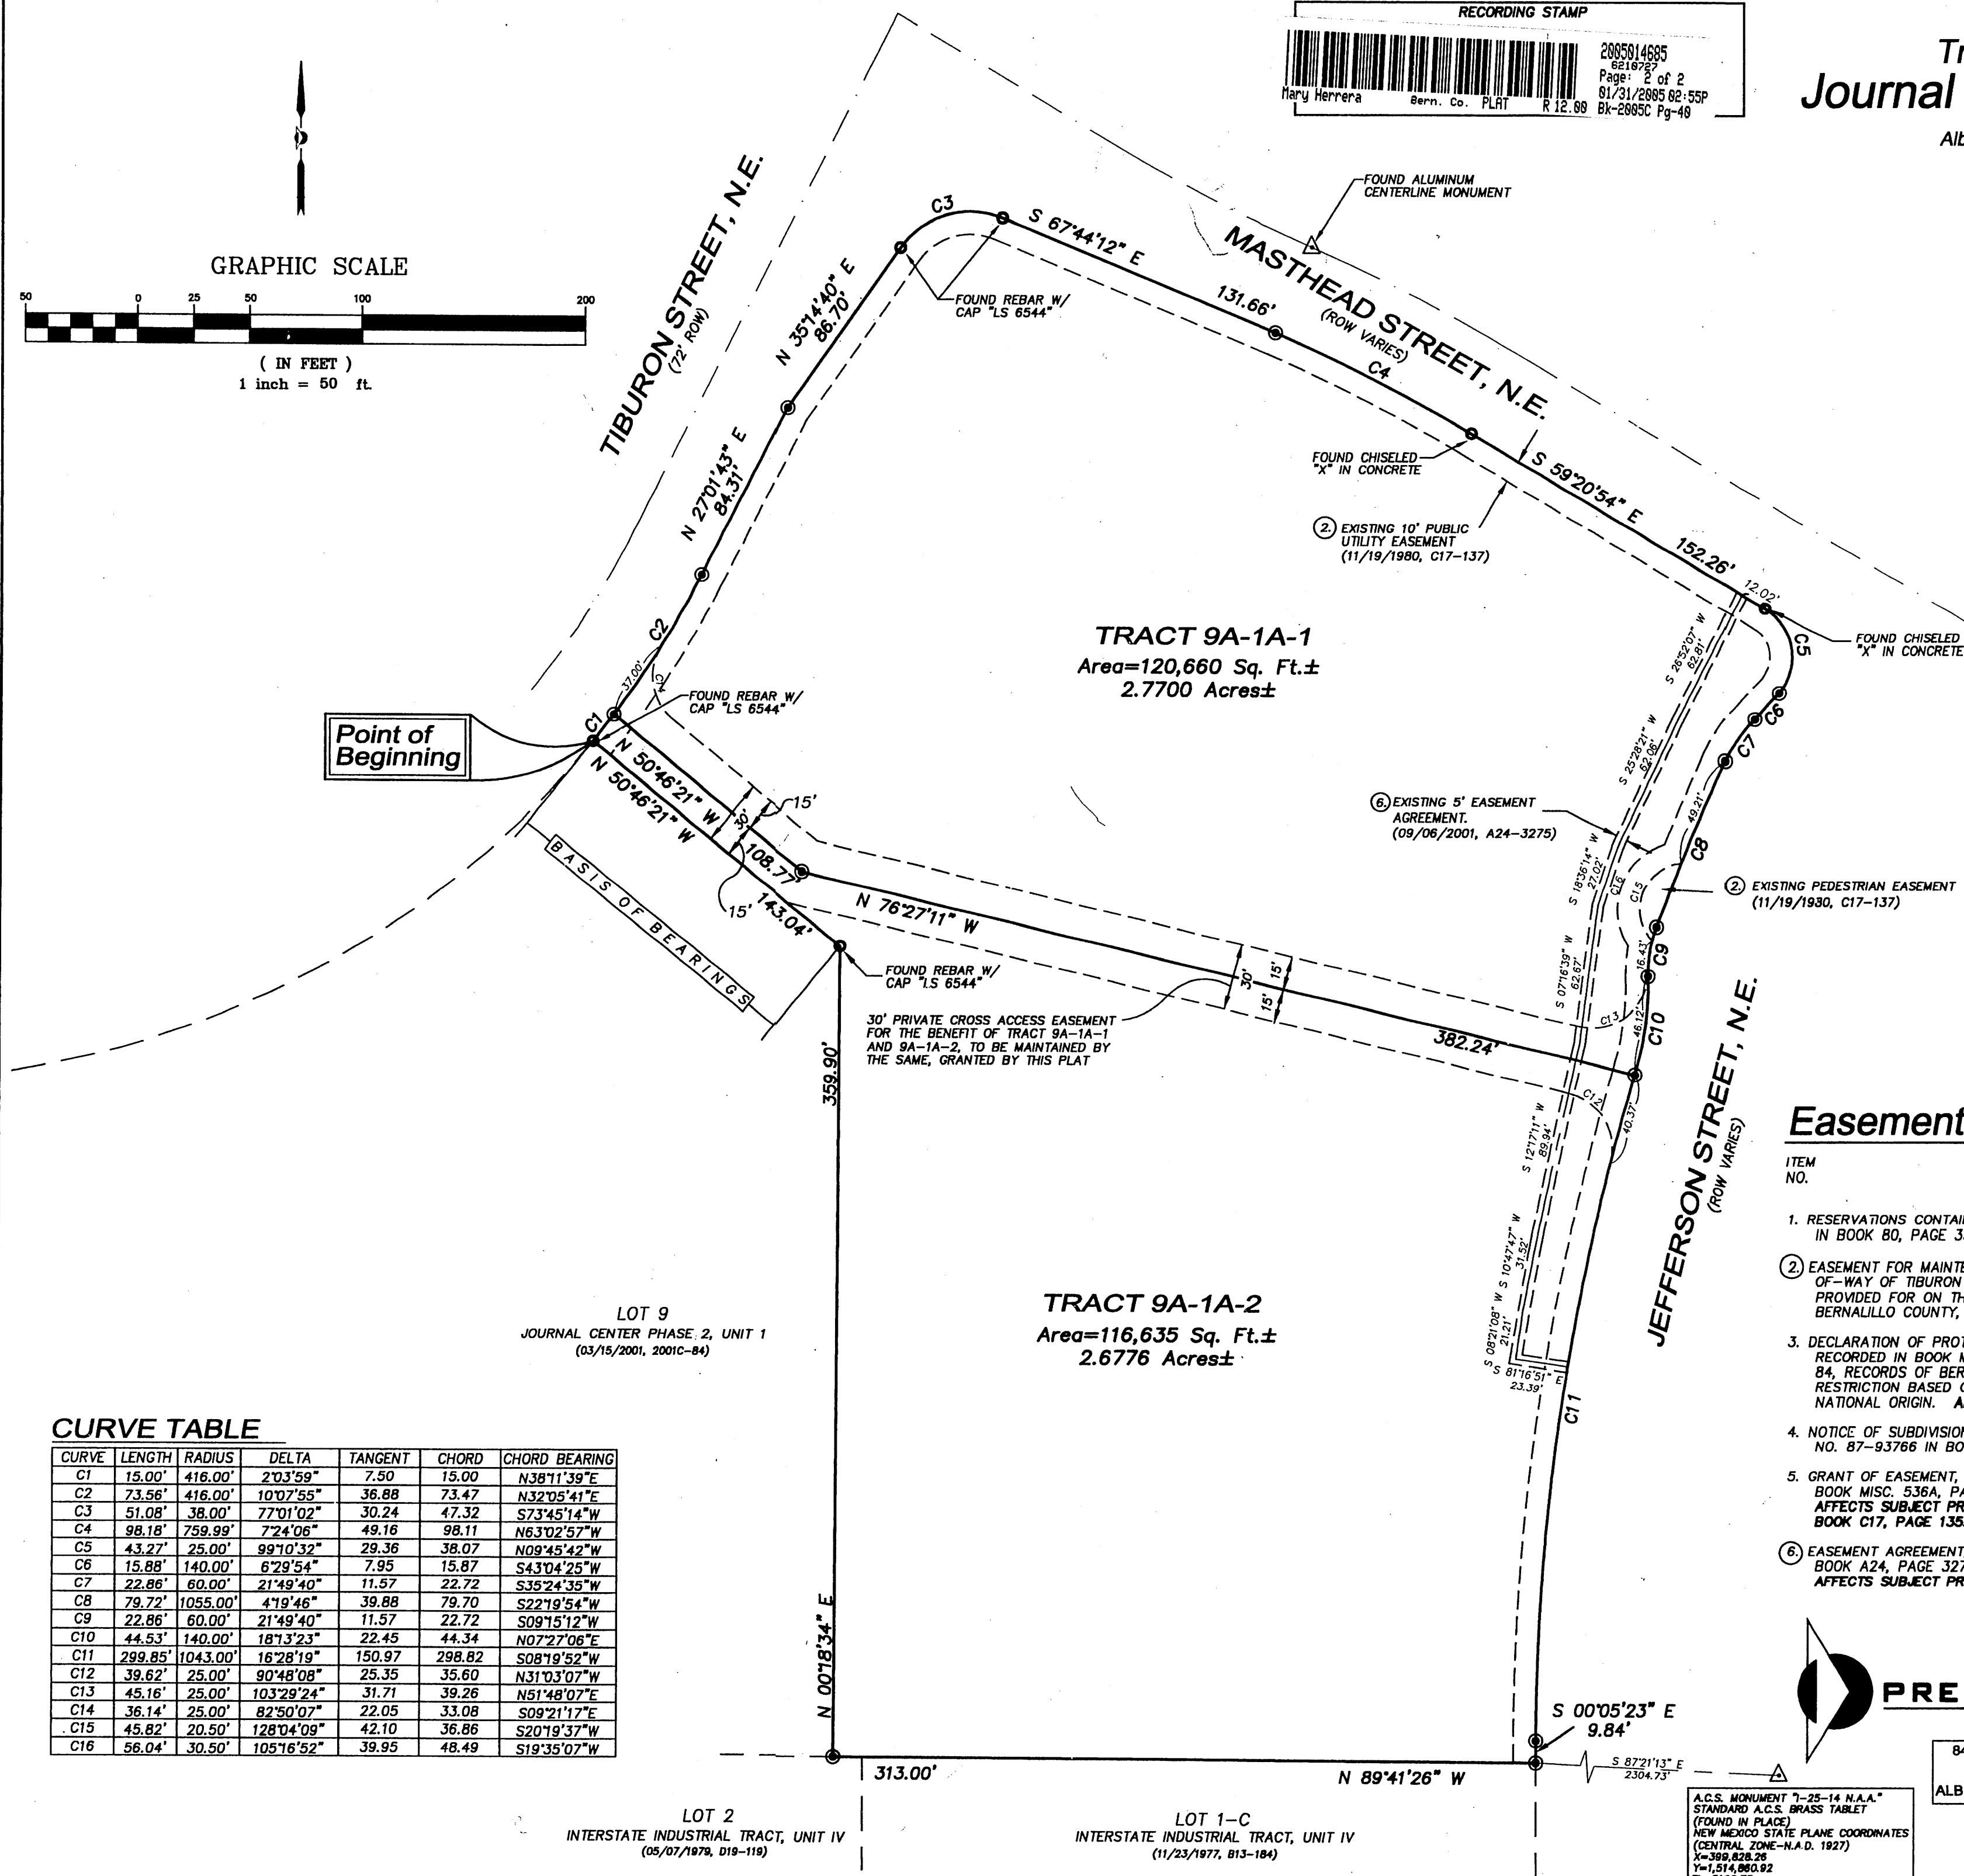 RECORDING STAMP
2005014685
6210727
Page: 2 of 2
01/31/2005 02:55P
Mary Herrera Bern. Co. PLAT R 12.00 Bk-2005C Pg-40
Journal
GRAPHIC SCALE
50 0 25 50 100 200
( IN FEET )
1 inch = 50 ft.
TIBURON STREET, N.E.
(72' ROW)
MASTHEAD STREET, N.E.
(ROW VARIES)
FOUND ALUMINUM
CENTERLINE MONUMENT
C3
S 67°44'12" E
131.66'
C4
FOUND REBAR W/
CAP "LS 6544"
N 35°14'40" E
86.70'
N 27°01'43" E
84.31'
C2
37.00'
C14
FOUND CHISELED
"X" IN CONCRETE
S 59°20'54" E
152.26'
12.02'
2. EXISTING 10' PUBLIC
UTILITY EASEMENT
(11/19/1980, C17-137)
C5
FOUND CHISELED
"X" IN CONCRETE
C6
C7
TRACT 9A-1A-1
Area=120,660 Sq. Ft.±
2.7700 Acres±
S 26°52'07" W
62.81'
S 25°28'21" W
62.06'
FOUND REBAR W/
CAP "LS 6544"
C1
Point of
Beginning
N 50°46'21" W
108.77'
N 50°46'21" W
143.04'
15'
30'
15'
BASIS OF BEARINGS
6. EXISTING 5' EASEMENT
AGREEMENT.
(09/06/2001, A24-3275)
49.21'
C8
S 18°36'14" W
27.02'
C16
C15
2. EXISTING PEDESTRIAN EASEMENT
(11/19/1980, C17-137)
N 76°27'11" W
382.24'
FOUND REBAR W/
CAP "LS 6544"
30'
15'
15'
S 07°16'39" W
62.67'
16.43'
C9
C13
46.12'
C10
30' PRIVATE CROSS ACCESS EASEMENT
FOR THE BENEFIT OF TRACT 9A-1A-1
AND 9A-1A-2, TO BE MAINTAINED BY
THE SAME, GRANTED BY THIS PLAT
359.90'
N 00°18'34" E
C12
40.37'
S 12°17'11" W
89.94'
S 10°47'47" W
31.52'
S 08°21'08" W
21.21'
S 81°16'51" E
23.39'
C11
JEFFERSON STREET, N.E.
(ROW VARIES)
TRACT 9A-1A-2
Area=116,635 Sq. Ft.±
2.6776 Acres±
LOT 9
JOURNAL CENTER PHASE 2, UNIT 1
(03/15/2001, 2001C-84)
Easement
ITEM
NO.
1. RESERVATIONS
IN BOOK 80, PAGE
2. EASEMENT FOR
OF-WAY OF TIBURON
PROVIDED FOR ON
BERNALILLO COUNTY,
3. DECLARATION OF
RECORDED IN BOOK
84, RECORDS OF
RESTRICTION BASED
NATIONAL ORIGIN.
4. NOTICE OF SUBDIVISION
NO. 87-93766 IN
5. GRANT OF EASEMENT,
BOOK MISC. 536A,
AFFECTS SUBJECT
BOOK C17, PAGE 135
6. EASEMENT AGREEMENT
BOOK A24, PAGE
AFFECTS SUBJECT
CURVE TABLE
CURVE LENGTH RADIUS DELTA TANGENT CHORD CHORD BEARING
C1 15.00' 416.00' 2°03'59" 7.50 15.00 N38°11'39"E
C2 73.56' 416.00' 10°07'55" 36.88 73.47 N32°05'41"E
C3 51.08' 38.00' 77°01'02" 30.24 47.32 S73°45'14"W
C4 98.18' 759.99' 7°24'06" 49.16 98.11 N63°02'57"W
C5 43.27' 25.00' 99°10'32" 29.36 38.07 N09°45'42"W
C6 15.88' 140.00' 6°29'54" 7.95 15.87 S43°04'25"W
C7 22.86' 60.00' 21°49'40" 11.57 22.72 S35°24'35"W
C8 79.72' 1055.00' 4°19'46" 39.88 79.70 S22°19'54"W
C9 22.86' 60.00' 21°49'40" 11.57 22.72 S09°15'12"W
C10 44.53' 140.00' 18°13'23" 22.45 44.34 N07°27'06"E
C11 299.85' 1043.00' 16°28'19" 150.97 298.82 S08°19'52"W
C12 39.62' 25.00' 90°48'08" 25.35 35.60 N31°03'07"W
C13 45.16' 25.00' 103°29'24" 31.71 39.26 N51°48'07"E
C14 36.14' 25.00' 82°50'07" 22.05 33.08 S09°21'17"E
C15 45.82' 20.50' 128°04'09" 42.10 36.86 S20°19'37"W
C16 56.04' 30.50' 105°16'52" 39.95 48.49 S19°35'07"W
S 00°05'23" E
9.84'
313.00'
N 89°41'26" W
S 87°21'13" E
2304.73'
LOT 2
INTERSTATE INDUSTRIAL TRACT, UNIT IV
(05/07/1979, D19-119)
LOT 1-C
INTERSTATE INDUSTRIAL TRACT, UNIT IV
(11/23/1977, B13-184)
A.C.S. MONUMENT "1-25-14 N.A.A."
STANDARD A.C.S. BRASS TABLET
(FOUND IN PLACE)
NEW MEXICO STATE PLANE COORDINATES
(CENTRAL ZONE-N.A.D. 1927)
X=399,828.26
Y=1,514,860.92